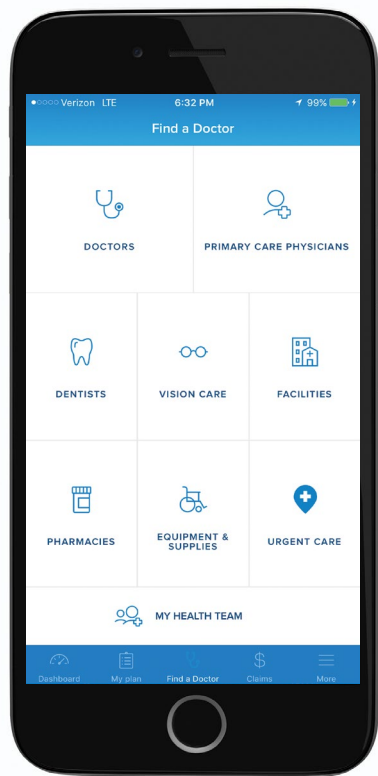 Verizon LTE 6:32 PM 99%
Find a Doctor
DOCTORS
PRIMARY CARE PHYSICIANS
DENTISTS
VISION CARE
FACILITIES
PHARMACIES
EQUIPMENT &
SUPPLIES
URGENT CARE
MY HEALTH TEAM
Dashboard
My plan
Find a Doctor
Claims
More